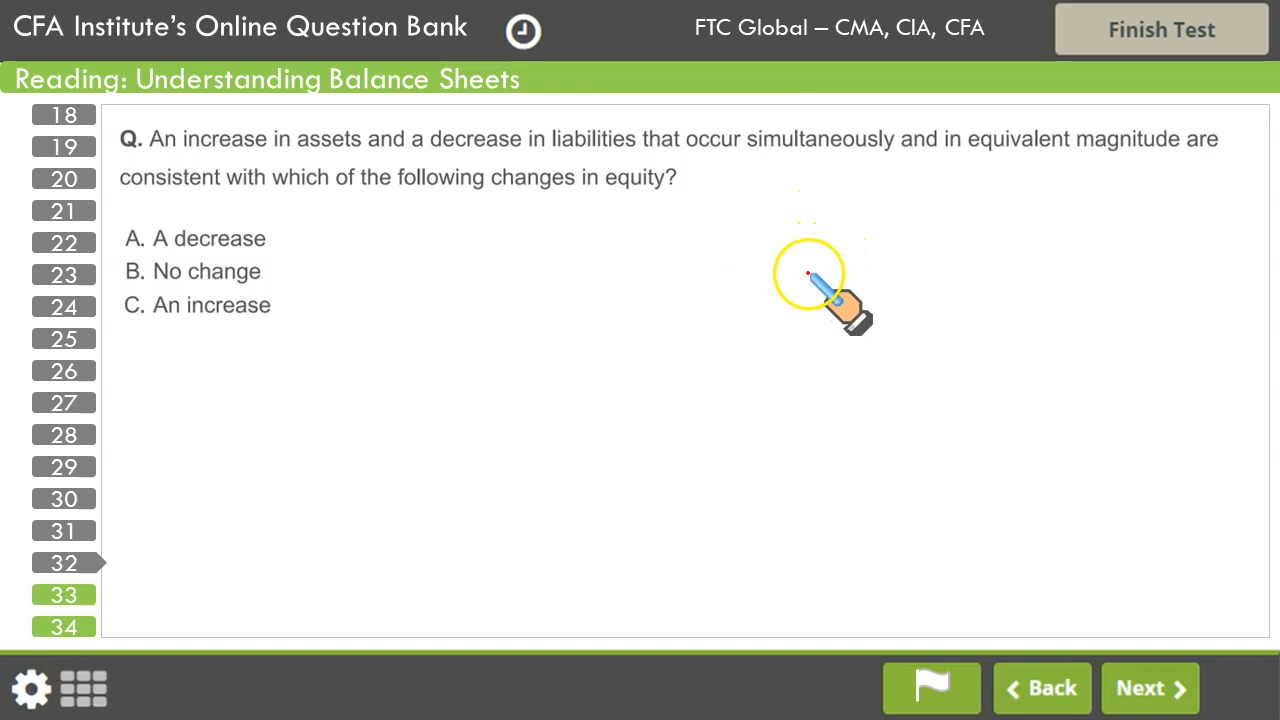 CFA Institute's Online Question Bank
FTC Global – CMA, CIA, CFA
Finish Test
Reading: Understanding Balance Sheets
18
19
20
21
22
23
24
25
26
27
28
29
30
31
32
33
34
Q. An increase in assets and a decrease in liabilities that occur simultaneously and in equivalent magnitude are
consistent with which of the following changes in equity?
A. A decrease
B. No change
C. An increase
Back
Next